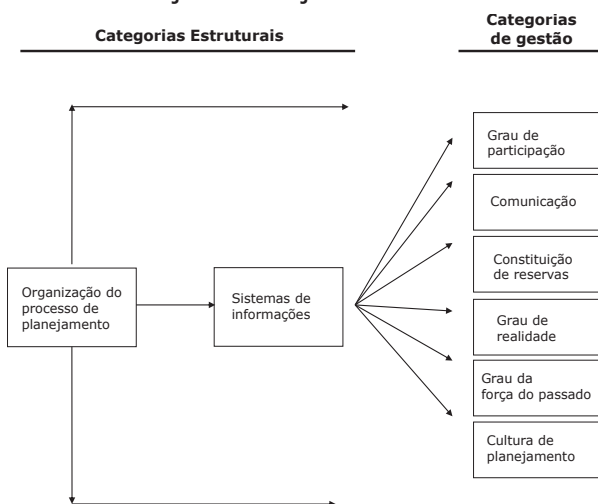 Categorias Estruturais
Categorias
de gestão
Organização do
processo de
planejamento
Sistemas de
informações
Grau de
participação
Comunicação
Constituição
de reservas
Grau de
realidade
Grau da
força do passado
Cultura de
planejamento